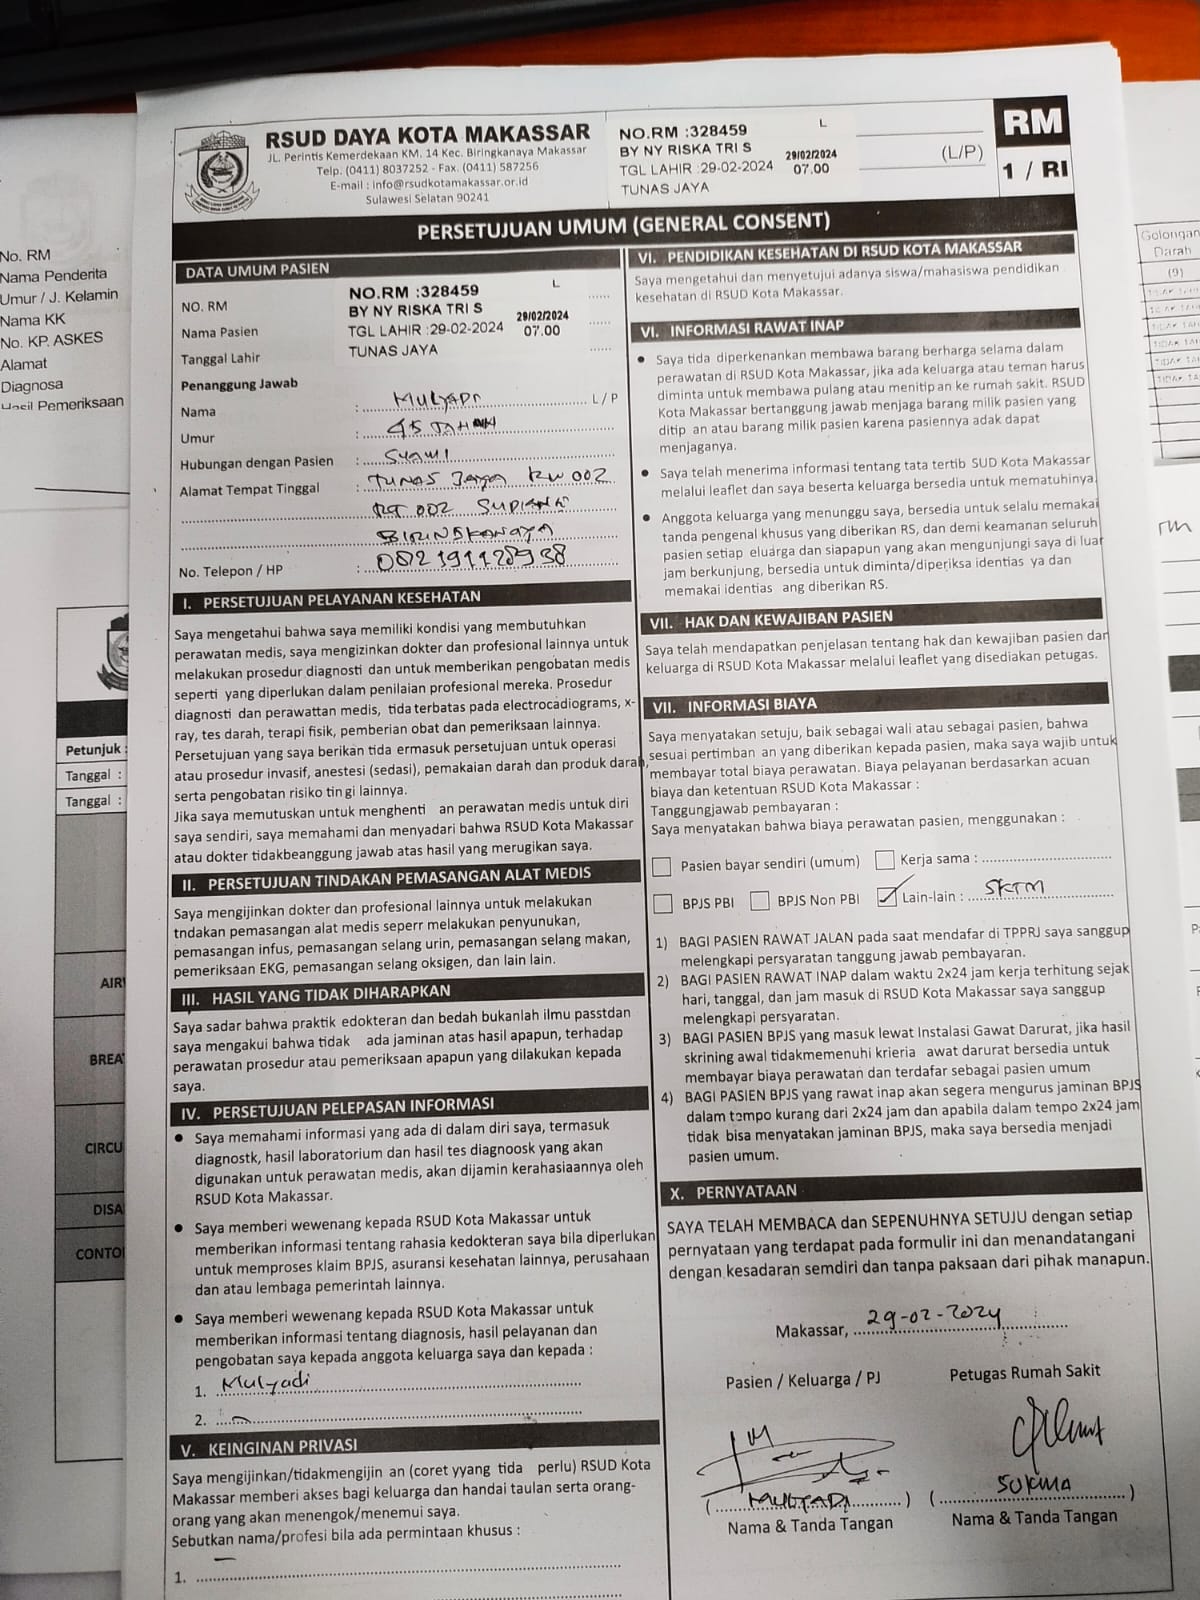 RSUD DAYA KOTA MAKASSAR
JL. Perintis Kemerdekaan KM. 14 Kec. Biringkanaya Makassar
Telp. (0411) 8037252 - Fax. (0411) 587256
E-mail : info@rsudkotamakassar.or.id
Sulawesi Selatan 90241
NO.RM :328459 L
BY NY RISKA TRI S 29/02/2024
TGL LAHIR :29-02-2024 07.00
TUNAS JAYA
(L/P)
RM
1 / RI
PERSETUJUAN UMUM (GENERAL CONSENT)
DATA UMUM PASIEN
NO. RM
Nama Pasien
Tanggal Lahir
NO.RM :328459 L
BY NY RISKA TRI S 29/02/2024
TGL LAHIR :29-02-2024 07.00
TUNAS JAYA
Penanggung Jawab
Nama : MULYADI L / P
Umur : 45 TAHUN
Hubungan dengan Pasien : SUAMI
Alamat Tempat Tinggal : TUNAS Jaya RW 002
RT 002
No. Telepon / HP :
I. PERSETUJUAN PELAYANAN KESEHATAN
Saya mengetahui bahwa saya memiliki kondisi yang membutuhkan
perawatan medis, saya mengizinkan dokter dan profesional lainnya untuk
melakukan prosedur diagnosti dan untuk memberikan pengobatan medis
seperti yang diperlukan dalam penilaian profesional mereka. Prosedur
diagnosti dan perawattan medis, tida terbatas pada electrocadiograms, x-
ray, tes darah, terapi fisik, pemberian obat dan pemeriksaan lainnya.
Persetujuan yang saya berikan tida ermasuk persetujuan untuk operasi
atau prosedur invasif, anestesi (sedasi), pemakaian darah dan produk darah,
serta pengobatan risiko tin gi lainnya.
Jika saya memutuskan untuk menghenti an perawatan medis untuk diri
saya sendiri, saya memahami dan menyadari bahwa RSUD Kota Makassar
atau dokter tidakbeanggung jawab atas hasil yang merugikan saya.
II. PERSETUJUAN TINDAKAN PEMASANGAN ALAT MEDIS
Saya mengijinkan dokter dan profesional lainnya untuk melakukan
tndakan pemasangan alat medis seperr melakukan penyunukan,
pemasangan infus, pemasangan selang urin, pemasangan selang makan,
pemeriksaan EKG, pemasangan selang oksigen, dan lain lain.
III. HASIL YANG TIDAK DIHARAPKAN
Saya sadar bahwa praktik edokteran dan bedah bukanlah ilmu passtdan
saya mengakui bahwa tidak ada jaminan atas hasil apapun, terhadap
perawatan prosedur atau pemeriksaan apapun yang dilakukan kepada
saya.
IV. PERSETUJUAN PELEPASAN INFORMASI
• Saya memahami informasi yang ada di dalam diri saya, termasuk
diagnostk, hasil laboratorium dan hasil tes diagnoosk yang akan
digunakan untuk perawatan medis, akan dijamin kerahasiaannya oleh
RSUD Kota Makassar.
• Saya memberi wewenang kepada RSUD Kota Makassar untuk
memberikan informasi tentang rahasia kedokteran saya bila diperlukan
untuk memproses klaim BPJS, asuransi kesehatan lainnya, perusahaan
dan atau lembaga pemerintah lainnya.
• Saya memberi wewenang kepada RSUD Kota Makassar untuk
memberikan informasi tentang diagnosis, hasil pelayanan dan
pengobatan saya kepada anggota keluarga saya dan kepada :
1. Mulyadi
2.
V. KEINGINAN PRIVASI
Saya mengijinkan/tidakmengijin an (coret yyang tida perlu) RSUD Kota
Makassar memberi akses bagi keluarga dan handai taulan serta orang-
orang yang akan menengok/menemui saya.
Sebutkan nama/profesi bila ada permintaan khusus :
1.
VI. PENDIDIKAN KESEHATAN DI RSUD KOTA MAKASSAR
Saya mengetahui dan menyetujui adanya siswa/mahasiswa pendidikan
kesehatan di RSUD Kota Makassar.
VI. INFORMASI RAWAT INAP
• Saya tida diperkenankan membawa barang berharga selama dalam
perawatan di RSUD Kota Makassar, jika ada keluarga atau teman harus
diminta untuk membawa pulang atau menitip an ke rumah sakit. RSUD
Kota Makassar bertanggung jawab menjaga barang milik pasien yang
ditip an atau barang milik pasien karena pasiennya adak dapat
menjaganya.
• Saya telah menerima informasi tentang tata tertib SUD Kota Makassar
melalui leaflet dan saya beserta keluarga bersedia untuk mematuhinya.
• Anggota keluarga yang menunggu saya, bersedia untuk selalu memakai
tanda pengenal khusus yang diberikan RS, dan demi keamanan seluruh
pasien setiap eluarga dan siapapun yang akan mengunjungi saya di luar
jam berkunjung, bersedia untuk diminta/diperiksa identias ya dan
memakai identias ang diberikan RS.
VII. HAK DAN KEWAJIBAN PASIEN
Saya telah mendapatkan penjelasan tentang hak dan kewajiban pasien dan
keluarga di RSUD Kota Makassar melalui leaflet yang disediakan petugas.
VII. INFORMASI BIAYA
Saya menyatakan setuju, baik sebagai wali atau sebagai pasien, bahwa
sesuai pertimban an yang diberikan kepada pasien, maka saya wajib untuk
membayar total biaya perawatan. Biaya pelayanan berdasarkan acuan
biaya dan ketentuan RSUD Kota Makassar :
Tanggungjawab pembayaran :
Saya menyatakan bahwa biaya perawatan pasien, menggunakan :
Pasien bayar sendiri (umum) Kerja sama :
BPJS PBI BPJS Non PBI Lain-lain : SKTM
1) BAGI PASIEN RAWAT JALAN pada saat mendafar di TPPRJ saya sanggup
melengkapi persyaratan tanggung jawab pembayaran.
2) BAGI PASIEN RAWAT INAP dalam waktu 2x24 jam kerja terhitung sejak
hari, tanggal, dan jam masuk di RSUD Kota Makassar saya sanggup
melengkapi persyaratan.
3) BAGI PASIEN BPJS yang masuk lewat Instalasi Gawat Darurat, jika hasil
skrining awal tidakmemenuhi krieria awat darurat bersedia untuk
membayar biaya perawatan dan terdafar sebagai pasien umum
4) BAGI PASIEN BPJS yang rawat inap akan segera mengurus jaminan BPJS
dalam tempo kurang dari 2x24 jam dan apabila dalam tempo 2x24 jam
tidak bisa menyatakan jaminan BPJS, maka saya bersedia menjadi
pasien umum.
X. PERNYATAAN
SAYA TELAH MEMBACA dan SEPENUHNYA SETUJU dengan setiap
pernyataan yang terdapat pada formulir ini dan menandatangani
dengan kesadaran semdiri dan tanpa paksaan dari pihak manapun.
Makassar, 29-02-2024
Pasien / Keluarga / PJ Petugas Rumah Sakit
( MULYADI ) ( SUKMA )
Nama & Tanda Tangan Nama & Tanda Tangan
No. RM
Nama Penderita
Umur / J. Kelamin
Nama KK
No. KP. ASKES
Alamat
Diagnosa
Hasil Pemeriksaan
Petunjuk :
Tanggal :
Tanggal :
Golongan
Darah
(9)